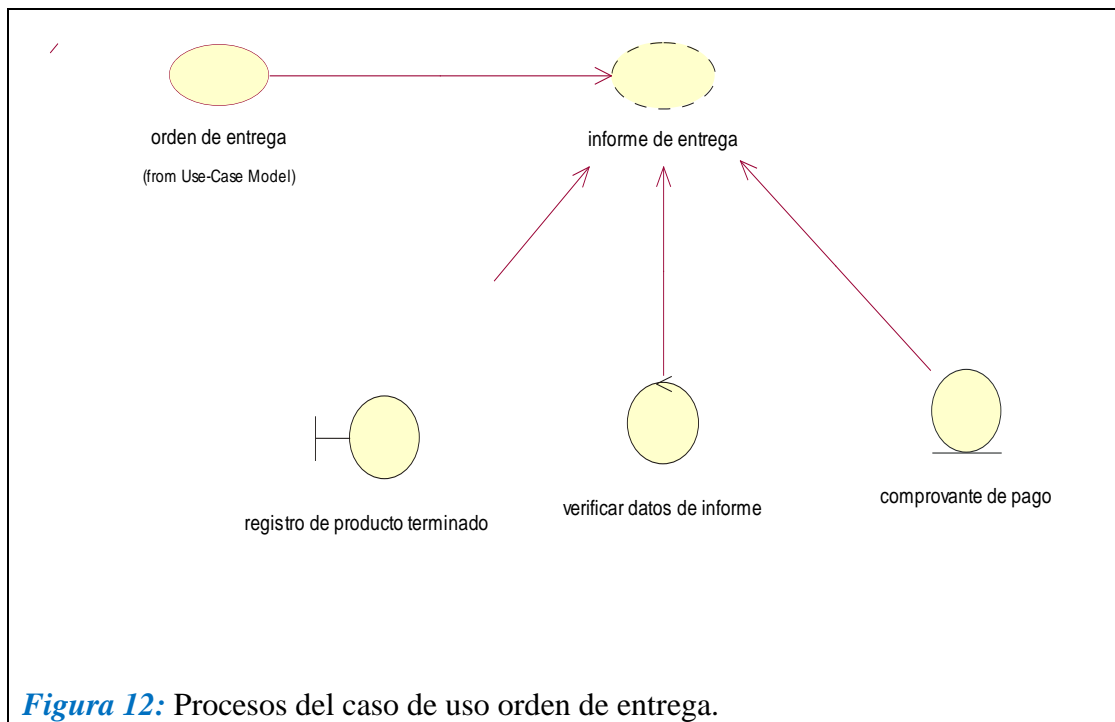 orden de entrega
(from Use-Case Model)
informe de entrega
registro de producto terminado
verificar datos de informe
comprovante de pago
Figura 12: Procesos del caso de uso orden de entrega.